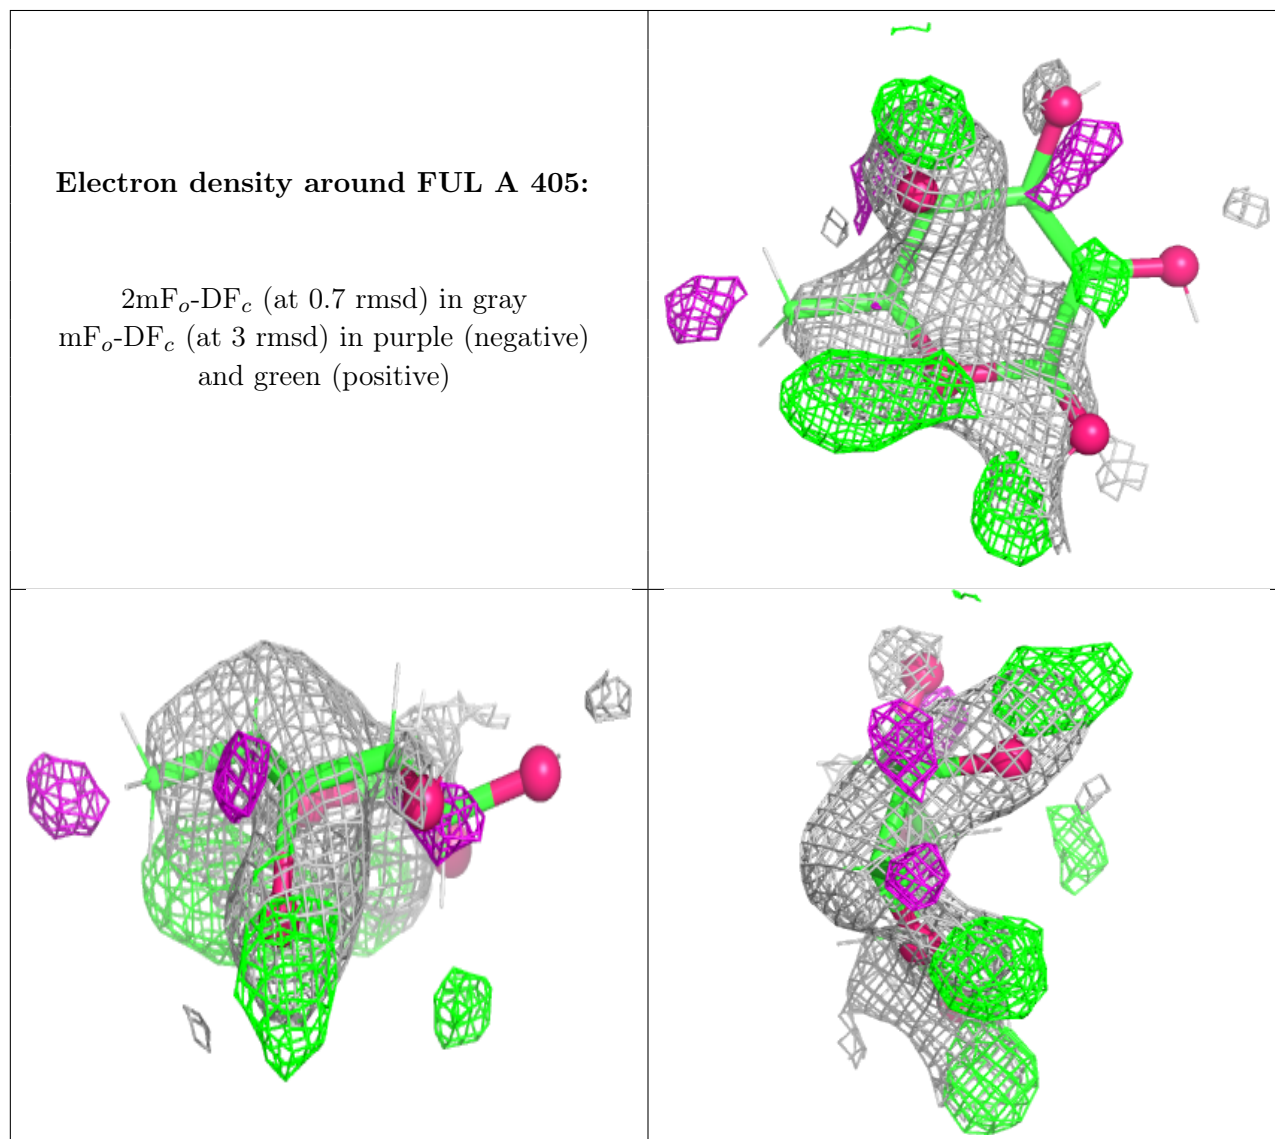 Electron density around FUL A 405:
2mFₒ-DF𝒸 (at 0.7 rmsd) in gray
mFₒ-DF𝒸 (at 3 rmsd) in purple (negative)
and green (positive)